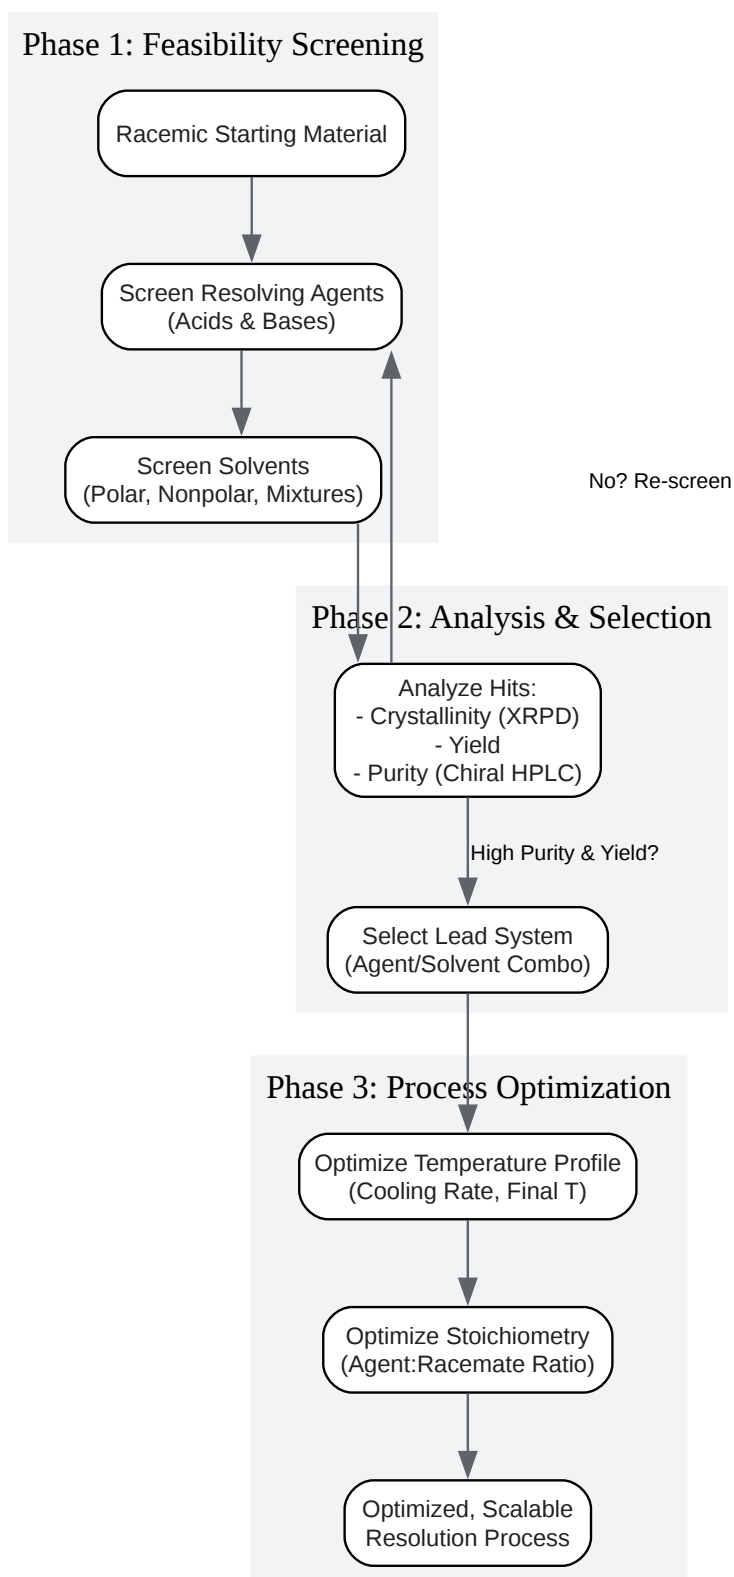 Phase 1: Feasibility Screening
Racemic Starting Material
Screen Resolving Agents
(Acids & Bases)
Screen Solvents
(Polar, Nonpolar, Mixtures)
No? Re-screen
Phase 2: Analysis & Selection
Analyze Hits:
- Crystallinity (XRPD)
- Yield
- Purity (Chiral HPLC)
High Purity & Yield?
Select Lead System
(Agent/Solvent Combo)
Phase 3: Process Optimization
Optimize Temperature Profile
(Cooling Rate, Final T)
Optimize Stoichiometry
(Agent:Racemate Ratio)
Optimized, Scalable
Resolution Process